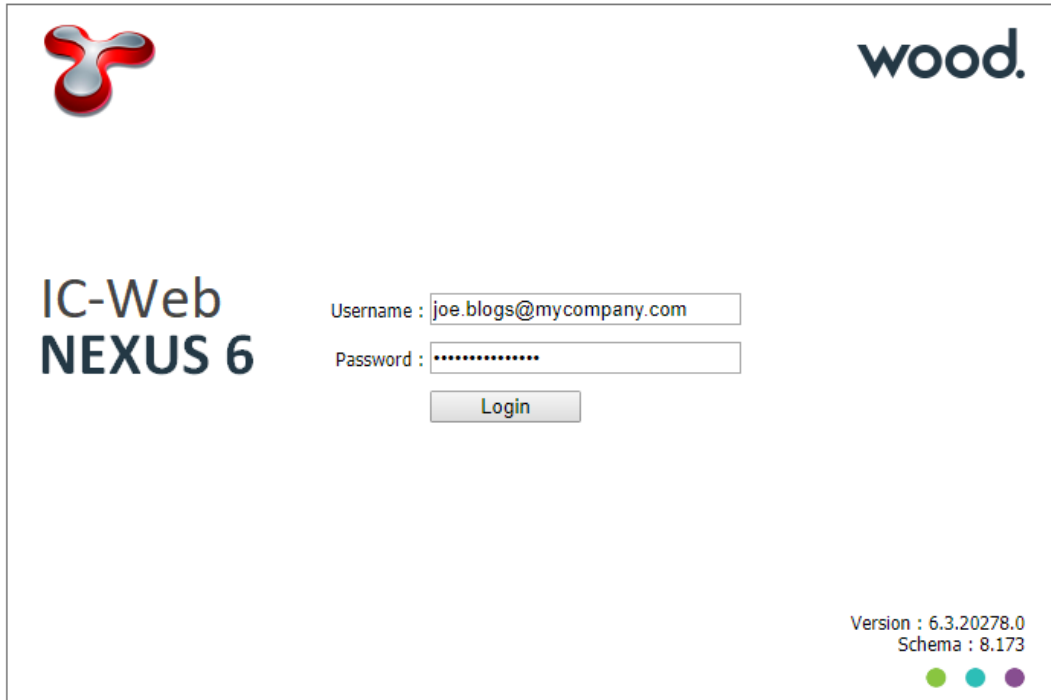 wood.
IC-Web
NEXUS 6
Username : joe.blogs@mycompany.com
Password : •••••••••••••••
Login
Version : 6.3.20278.0
Schema : 8.173